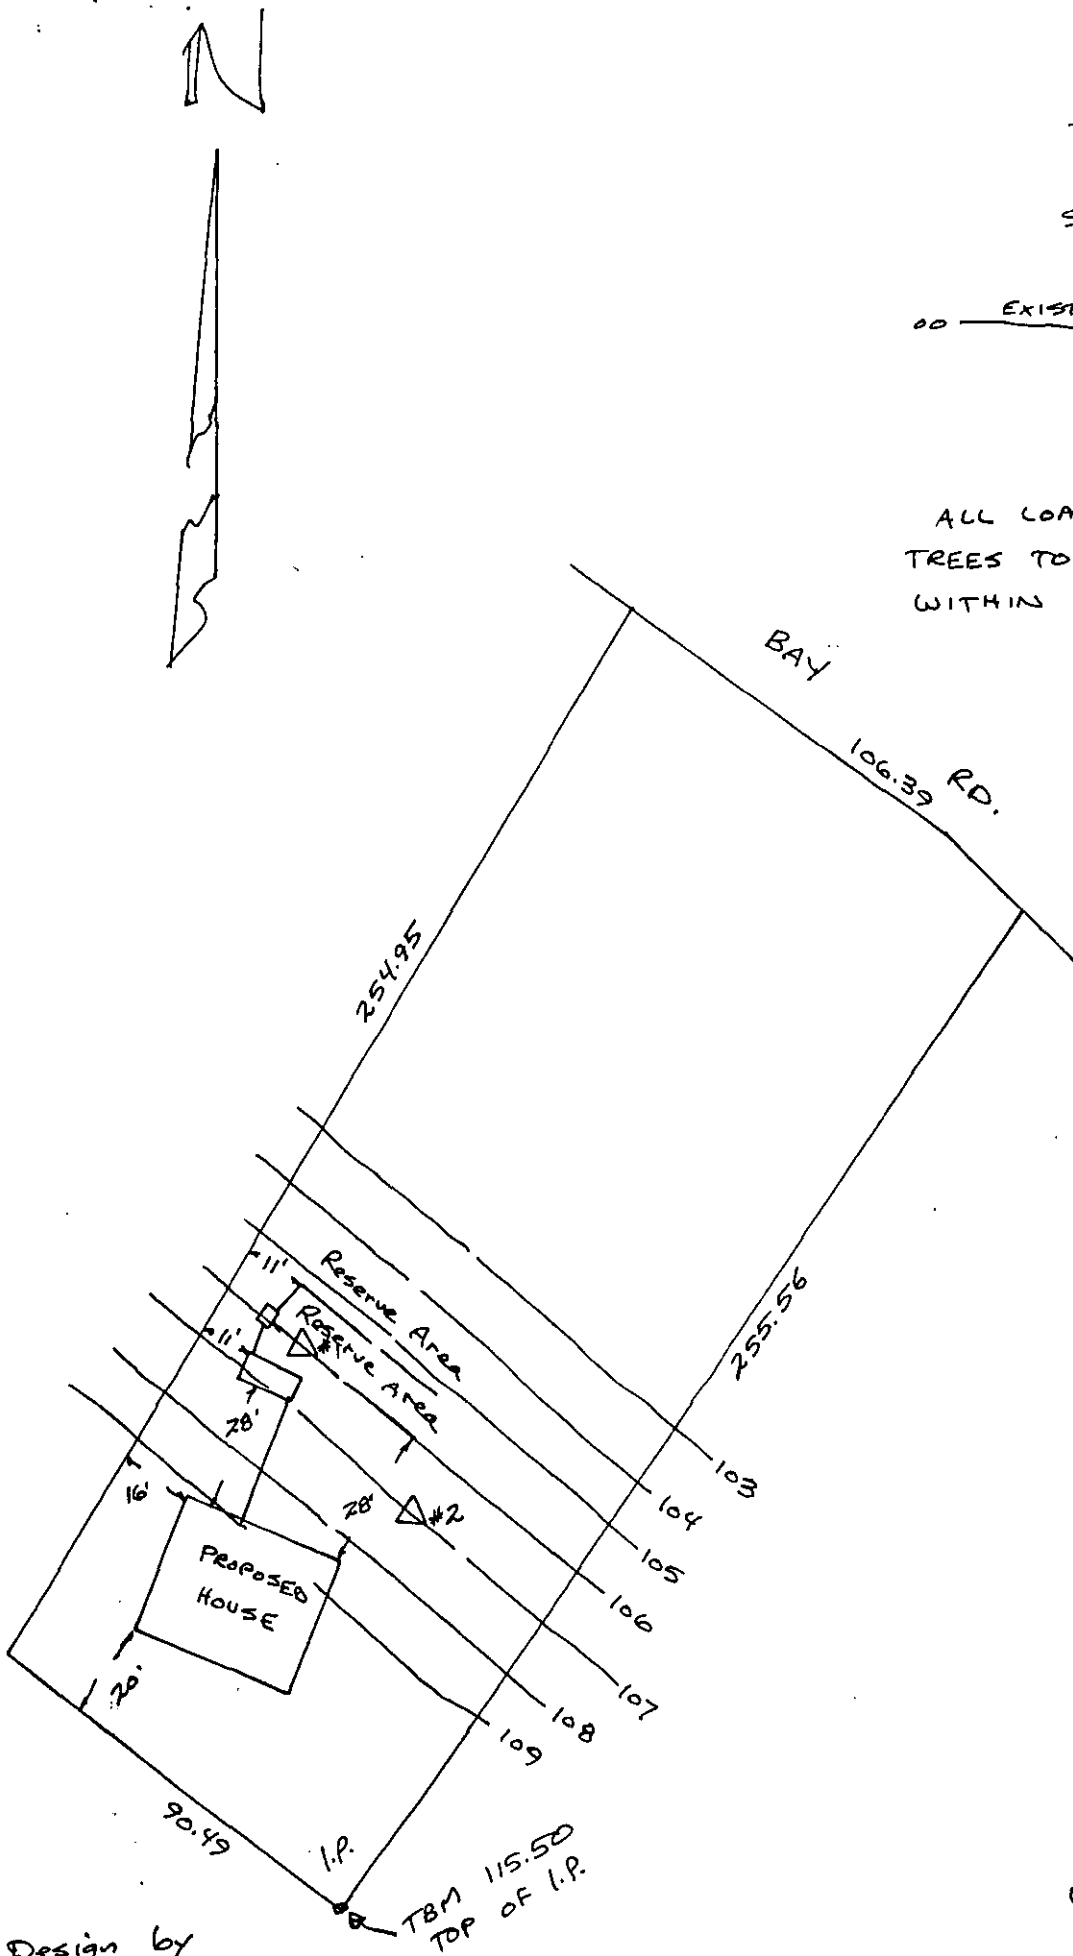 N
S
EXIST
ALL LOA
TREES TO
WITHIN
BAY RD.
106.39
254.95
255.56
11'
Reserve Area
Reserve Area
#1
11'
28'
16'
28'
#2
PROPOSED
HOUSE
20'
103
104
105
106
107
108
109
90.49
I.P.
TBM 115.50
TOP OF I.P.
Design by